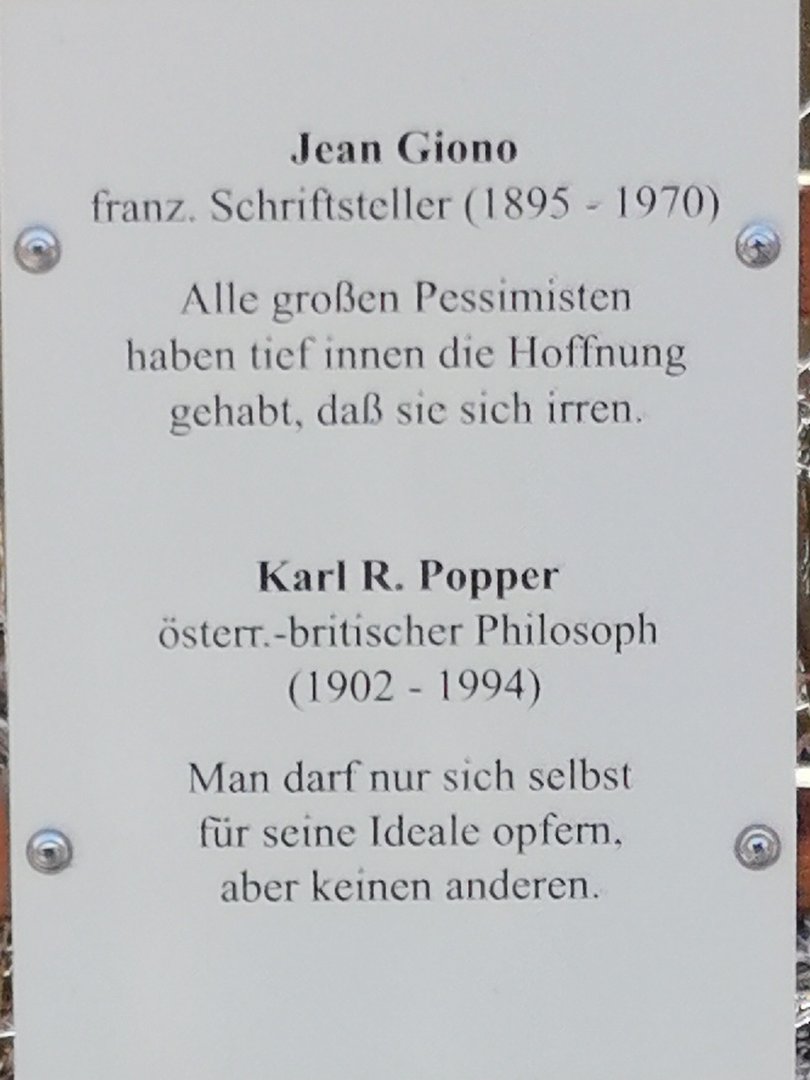 Jean Giono
franz. Schriftsteller (1895 - 1970)
Alle großen Pessimisten
haben tief innen die Hoffnung
gehabt, daß sie sich irren.
Karl R. Popper
österr.-britischer Philosoph
(1902 - 1994)
Man darf nur sich selbst
für seine Ideale opfern,
aber keinen anderen.